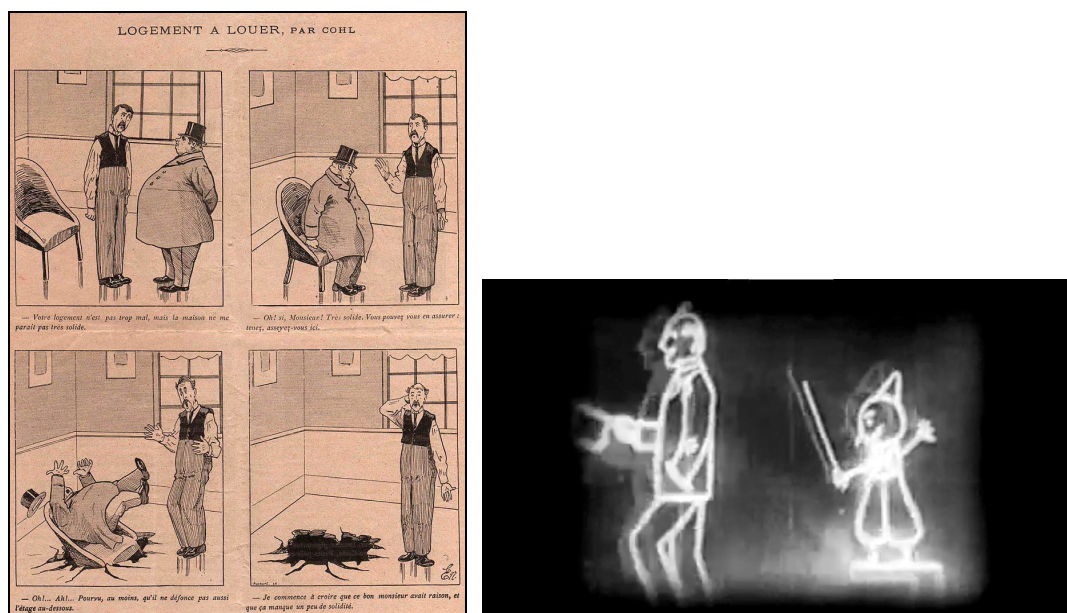 LOGEMENT A LOUER, PAR COHL
— Votre logement n'est pas trop mal, mais la maison ne me
paraît pas très solide.
— Oh! si, Monsieur! Très solide. Vous pouvez vous en assurer :
tenez, asseyez-vous ici.
— Oh!... Ah!... Pourvu, au moins, qu'il ne défonce pas aussi
l'étage au-dessous.
— Je commence à croire que ce bon monsieur avait raison, et
que ça manque un peu de solidité.